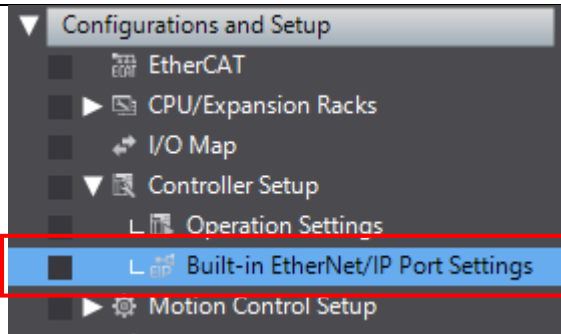 Configurations and Setup
EtherCAT
CPU/Expansion Racks
I/O Map
Controller Setup
Operation Settings
Built-in EtherNet/IP Port Settings
Motion Control Setup